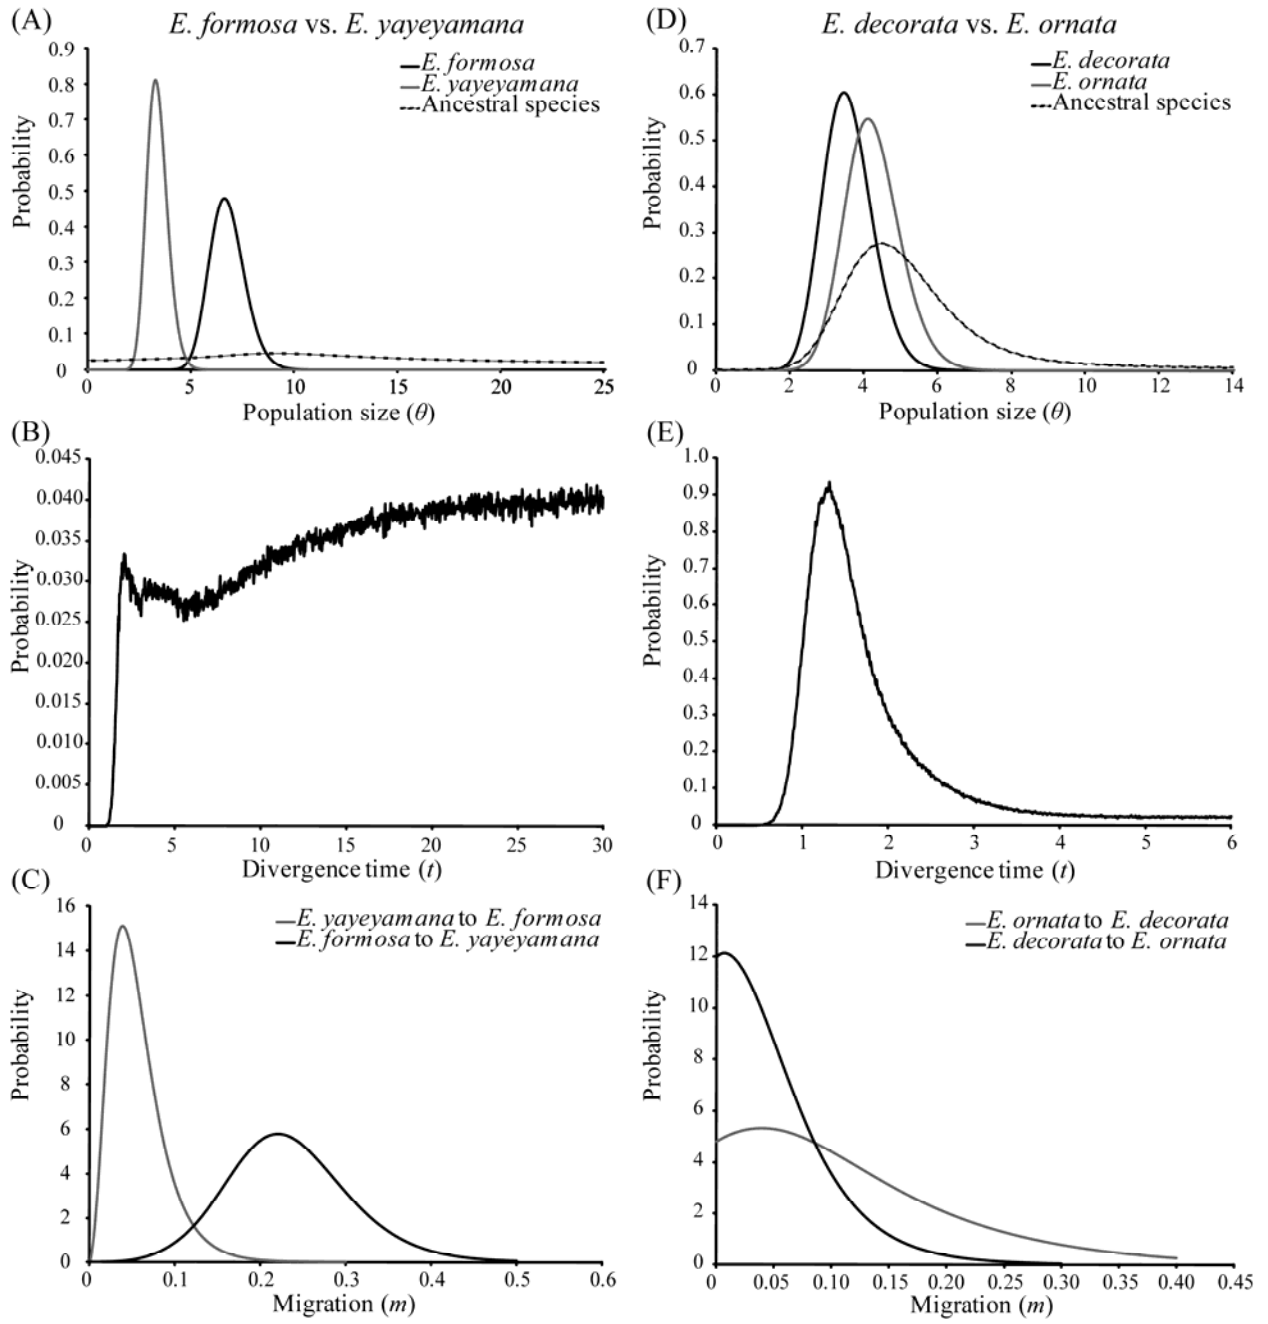 (A)
E. formosa vs. E. yayeyamana
0.9
0.8
0.7
0.6
0.5
0.4
0.3
0.2
0.1
0
Probability
E. formosa
E. yayeyamana
Ancestral species
0 5 10 15 20 25
Population size (θ)
(D)
E. decorata vs. E. ornata
0.7
0.6
0.5
0.4
0.3
0.2
0.1
0
Probability
E. decorata
E. ornata
Ancestral species
0 2 4 6 8 10 12 14
Population size (θ)
(B)
0.045
0.040
0.035
0.030
0.025
0.020
0.015
0.010
0.005
0
Probability
0 5 10 15 20 25 30
Divergence time (t)
(E)
1.0
0.9
0.8
0.7
0.6
0.5
0.4
0.3
0.2
0.1
0
Probability
0 1 2 3 4 5 6
Divergence time (t)
(C)
16
14
12
10
8
6
4
2
0
Probability
E. yayeyamana to E. formosa
E. formosa to E. yayeyamana
0 0.1 0.2 0.3 0.4 0.5 0.6
Migration (m)
(F)
14
12
10
8
6
4
2
0
Probability
E. ornata to E. decorata
E. decorata to E. ornata
0 0.05 0.10 0.15 0.20 0.25 0.30 0.35 0.40 0.45
Migration (m)